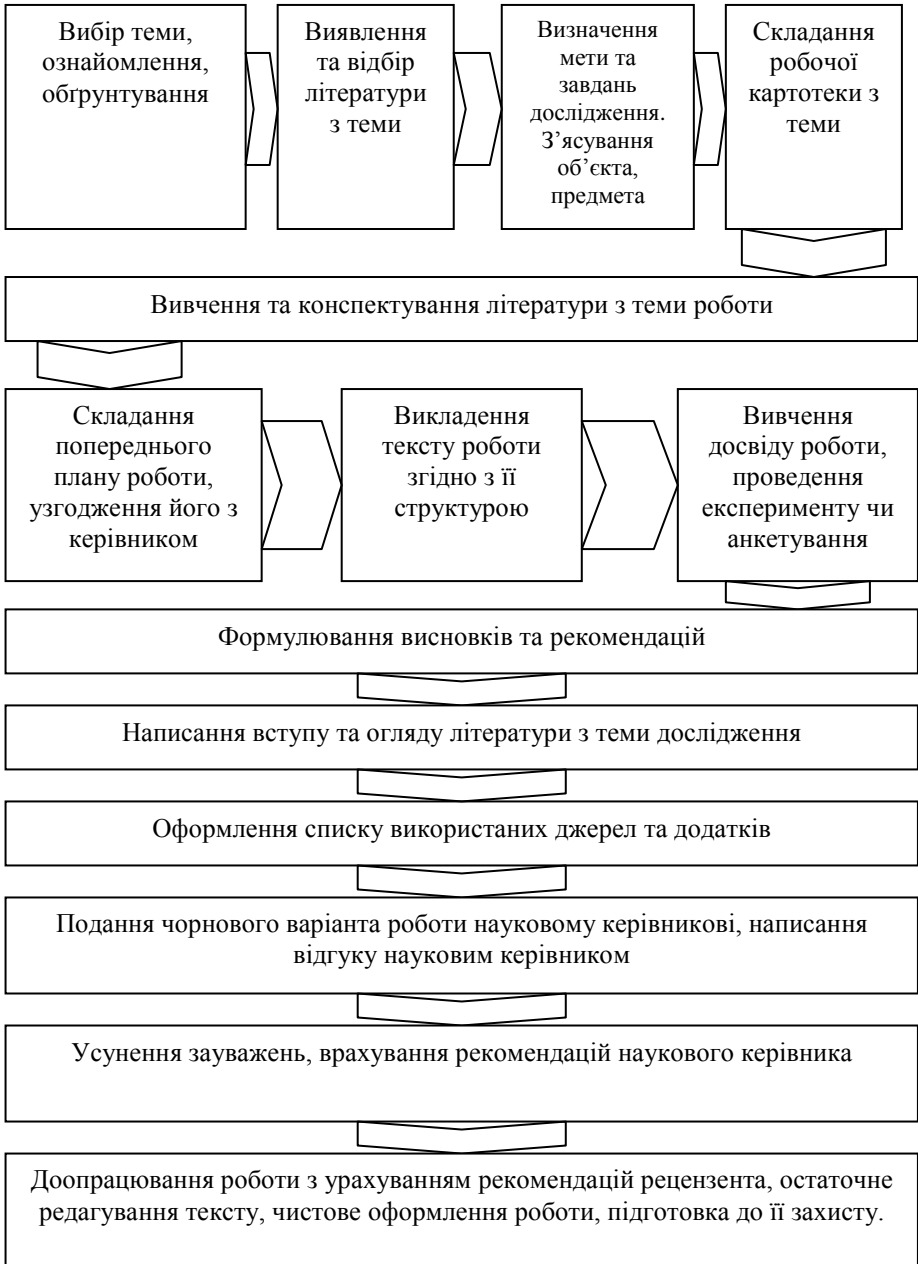 Вибір теми,
ознайомлення,
обґрунтування
Виявлення
та відбір
літератури
з теми
Визначення
мети та
завдань
дослідження.
З’ясування
об’єкта,
предмета
Складання
робочої
картотеки з
теми
Вивчення та конспектування літератури з теми роботи
Складання
попереднього
плану роботи,
узгодження його з
керівником
Викладення
тексту роботи
згідно з її
структурою
Вивчення
досвіду роботи,
проведення
експерименту чи
анкетування
Формулювання висновків та рекомендацій
Написання вступу та огляду літератури з теми дослідження
Оформлення списку використаних джерел та додатків
Подання чорнового варіанта роботи науковому керівникові, написання
відгуку науковим керівником
Усунення зауважень, врахування рекомендацій наукового керівника
Доопрацювання роботи з урахуванням рекомендацій рецензента, остаточне
редагування тексту, чистове оформлення роботи, підготовка до її захисту.